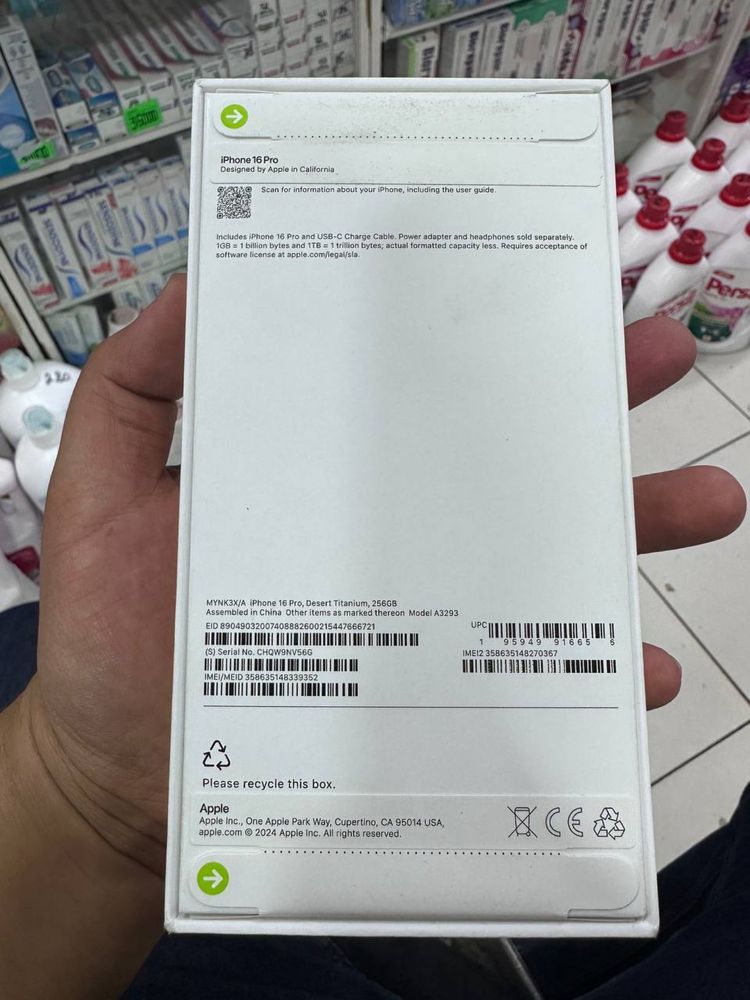 iPhone 16 Pro
Designed by Apple in California
Scan for information about your iPhone, including the user guide.
Includes iPhone 16 Pro and USB-C Charge Cable. Power adapter and headphones sold separately.
1GB = 1 billion bytes and 1TB = 1 trillion bytes; actual formatted capacity less. Requires acceptance of
software license at apple.com/legal/sla.
MYNK3X/A iPhone 16 Pro, Desert Titanium, 256GB
Assembled in China Other items as marked thereon Model A3293
EID 89049032007408882600215447666721
UPC
1 95949 91665 6
(S) Serial No. CHQW9NV56G
IMEI2 358635148270367
IMEI/MEID 358635148339352
Please recycle this box.
Apple
Apple Inc., One Apple Park Way, Cupertino, CA 95014 USA,
apple.com © 2024 Apple Inc. All rights reserved.
CE
35000
280
Pers